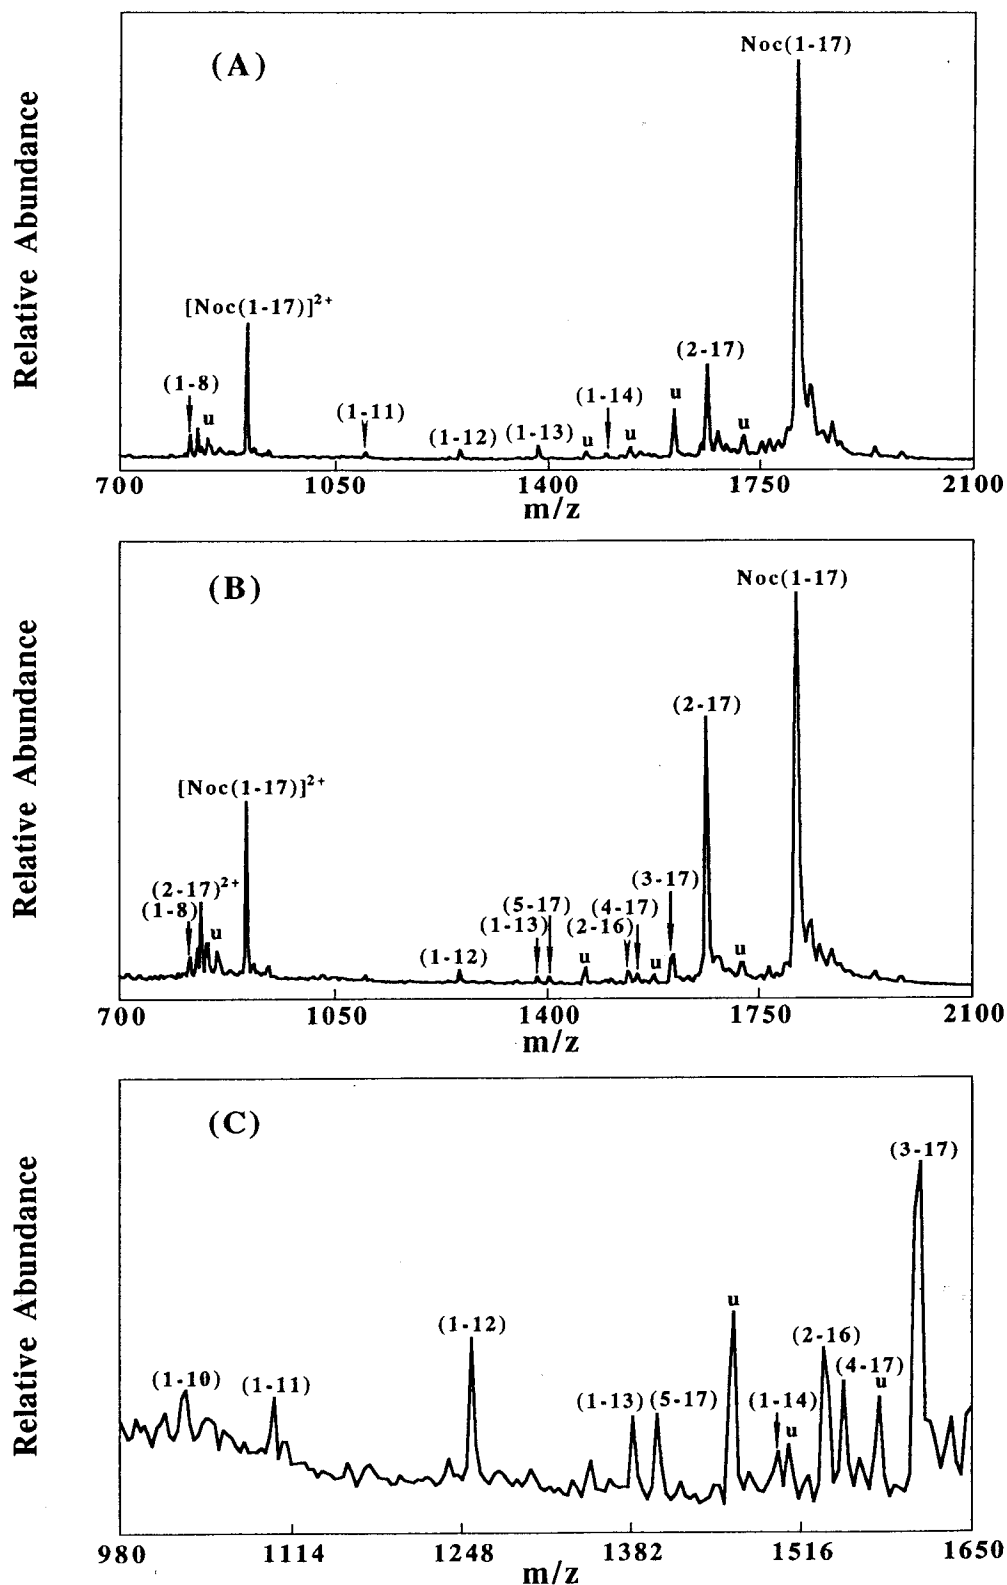 (A)
Noc(1-17)
[Noc(1-17)]²⁺
(1-8)
u
(1-11)
(1-12)
(1-13)
u
(1-14)
u
u
(2-17)
u
Relative Abundance
700 1050 1400 1750 2100
m/z
(B)
Noc(1-17)
(2-17)
[Noc(1-17)]²⁺
(2-17)²⁺
(1-8)
u
(1-12)
(5-17)
(1-13)
u
(4-17)
(2-16)
u
(3-17)
u
Relative Abundance
700 1050 1400 1750 2100
m/z
(C)
(3-17)
(1-10)
(1-11)
(1-12)
(1-13)
(5-17)
u
(1-14)
u
(2-16)
(4-17)
u
Relative Abundance
980 1114 1248 1382 1516 1650
m/z